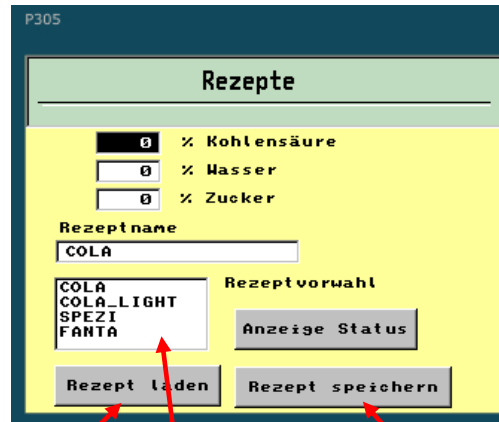 P305
Rezepte
0 % Kohlensäure
0 % Wasser
0 % Zucker
Rezeptname
COLA
COLA
COLA_LIGHT
SPEZI
FANTA
Rezeptvorwahl
Anzeige Status
Rezept laden
Rezept speichern